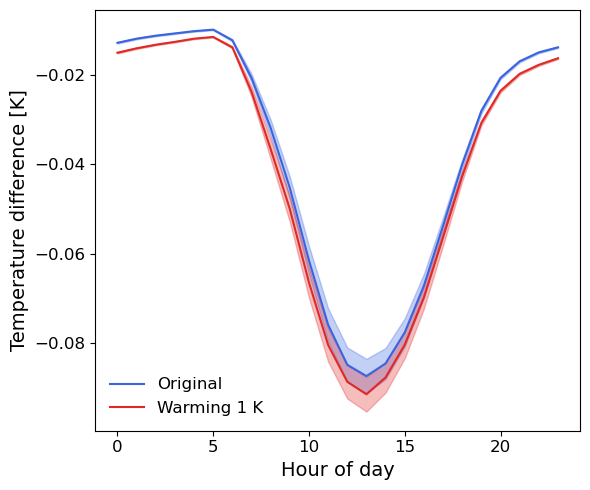 Temperature difference [K]
−0.02
−0.04
−0.06
−0.08
Original
Warming 1 K
0 5 10 15 20
Hour of day